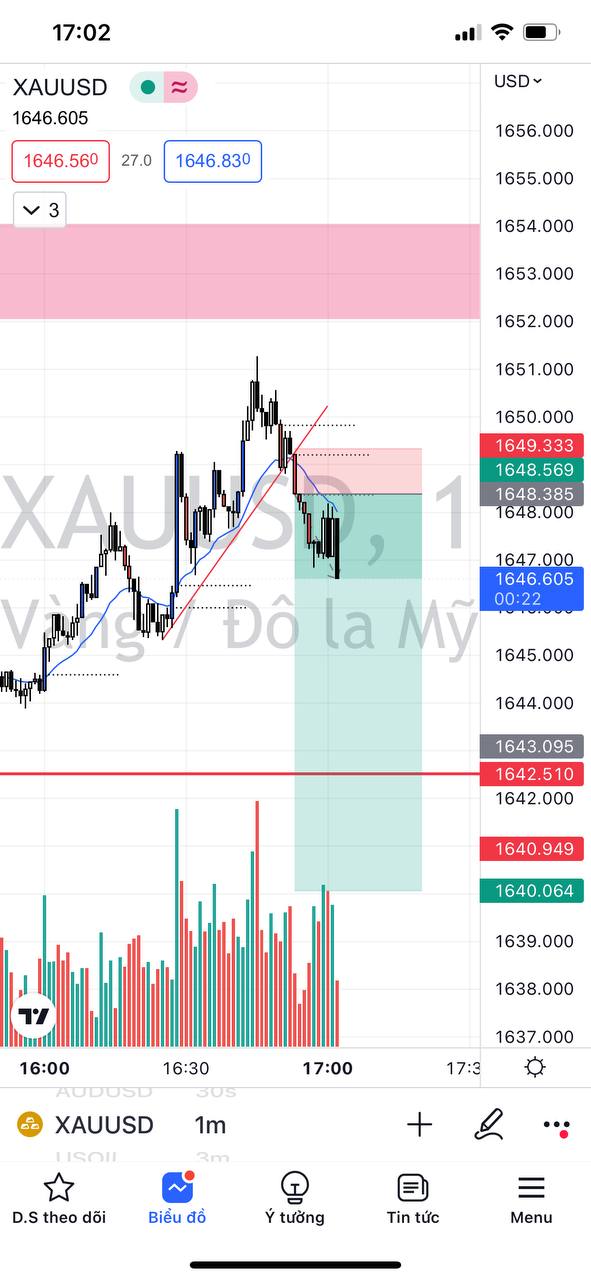 17:02
XAUUSD
USD
1646.605
1646.560
27.0
1646.830
3
1656.000
1655.000
1654.000
1653.000
1652.000
1651.000
1650.000
1649.333
1648.569
1648.385
1648.000
1647.000
1646.605
00:22
1645.000
1644.000
1643.095
1642.510
1642.000
1640.949
1640.064
1639.000
1638.000
1637.000
XAUUSD, 1
Vàng / Đô la Mỹ
16:00
16:30
17:00
17:3
AUDUSD 30s
XAUUSD 1m
USOIL 3m
D.S theo dõi
Biểu đồ
Ý tưởng
Tin tức
Menu